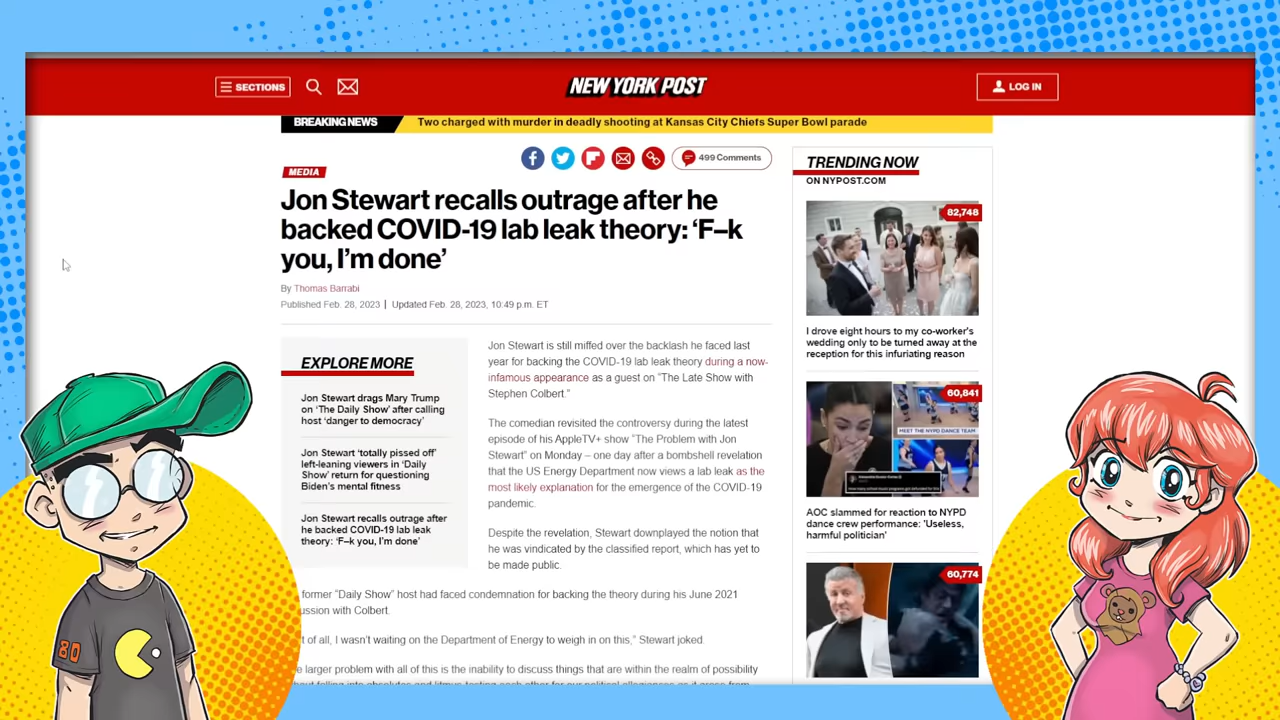 SECTIONS
NEW YORK POST
LOG IN
BREAKING NEWS
Two charged with murder in deadly shooting at Kansas City Chiefs Super Bowl parade
499 Comments
MEDIA
Jon Stewart recalls outrage after he
backed COVID-19 lab leak theory: ‘F–k
you, I’m done’
By Thomas Barrabi
Published Feb. 28, 2023 | Updated Feb. 28, 2023, 10:49 p.m. ET
EXPLORE MORE
Jon Stewart drags Mary Trump
on ‘The Daily Show’ after calling
host ‘danger to democracy’
Jon Stewart ‘totally pissed off’
left-leaning viewers in ‘Daily
Show’ return for questioning
Biden’s mental fitness
Jon Stewart recalls outrage after
he backed COVID-19 lab leak
theory: ‘F–k you, I’m done’
Jon Stewart is still miffed over the backlash he faced last
year for backing the COVID-19 lab leak theory during a now-
infamous appearance as a guest on “The Late Show with
Stephen Colbert.”
The comedian revisited the controversy during the latest
episode of his AppleTV+ show “The Problem with Jon
Stewart” on Monday – one day after a bombshell revelation
that the US Energy Department now views a lab leak as the
most likely explanation for the emergence of the COVID-19
pandemic.
Despite the revelation, Stewart downplayed the notion that
he was vindicated by the classified report, which has yet to
be made public.
former “Daily Show” host had faced condemnation for backing the theory during his June 2021
ussion with Colbert.
t of all, I wasn’t waiting on the Department of Energy to weigh in on this,” Stewart joked.
e larger problem with all of this is the inability to discuss things that are within the realm of possibility
TRENDING NOW
ON NYPOST.COM
82,748
I drove eight hours to my co-worker's
wedding only to be turned away at the
reception for this infuriating reason
60,841
MEET THE NYPD DANCE TEAM
AOC slammed for reaction to NYPD
dance crew performance: 'Useless,
harmful politician'
60,774
80